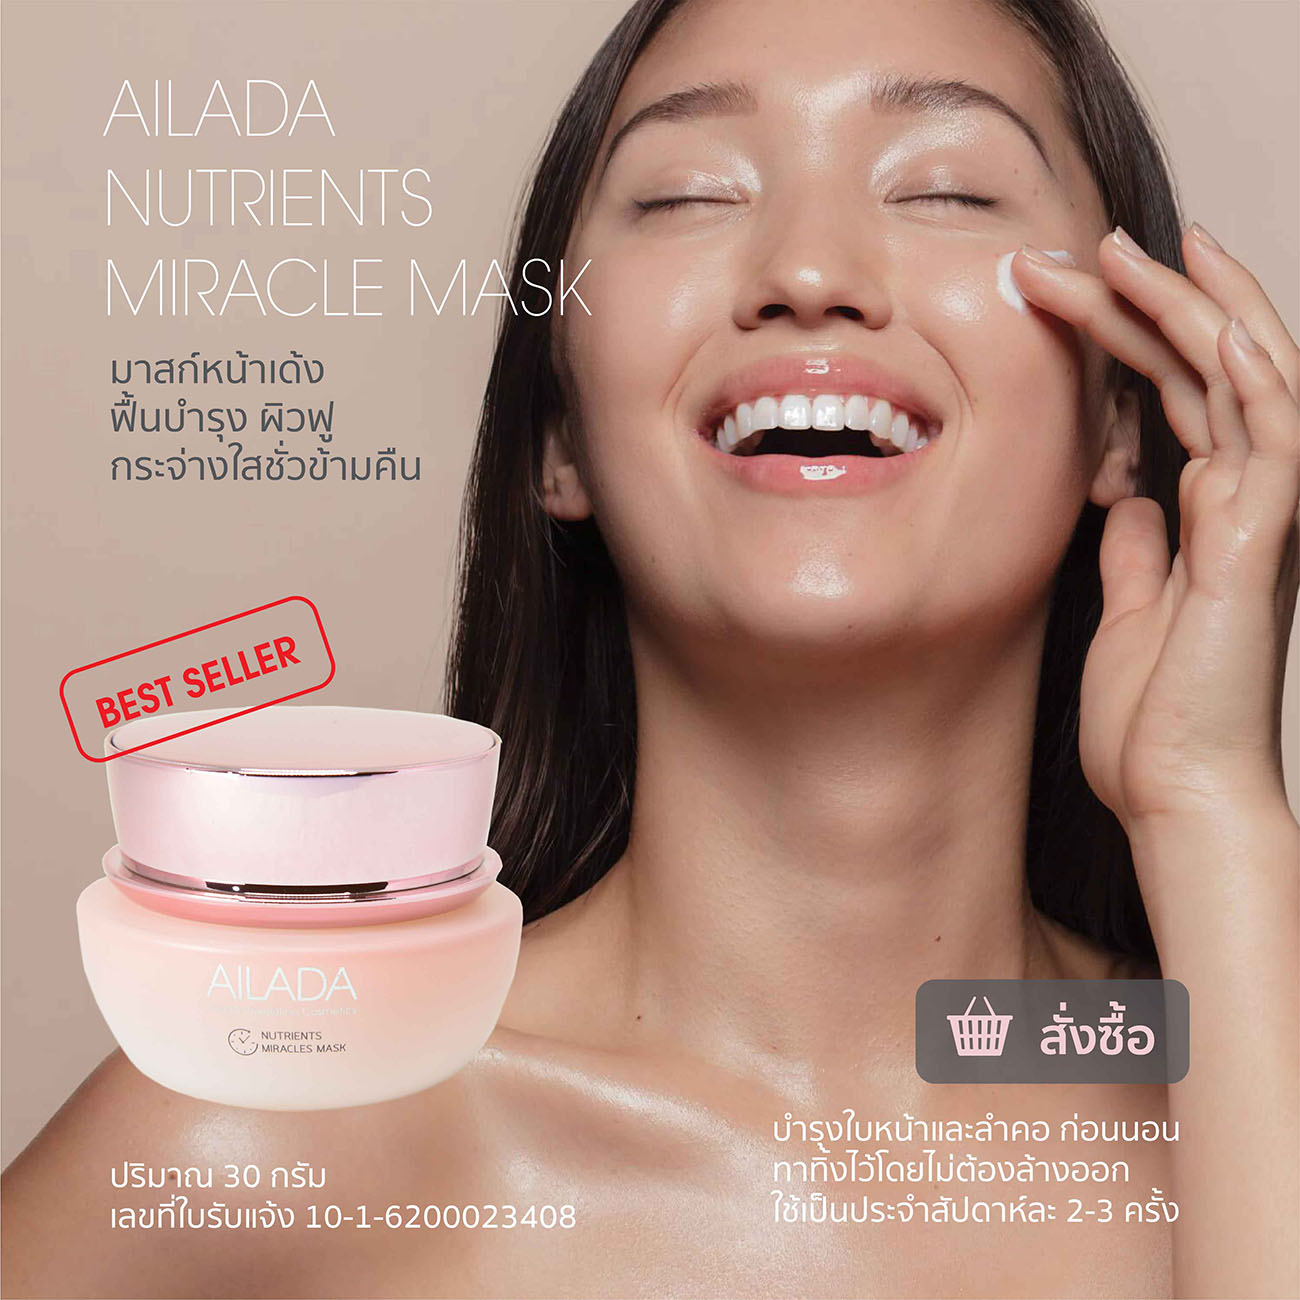 AILADA
NUTRIENTS
MIRACLE MASK
มาสก์หน้าเด้ง
ฟื้นบำรุง ผิวฟู
กระจ่างใสชั่วข้ามคืน
BEST SELLER
AILADA
Cosmetics
NUTRIENTS
MIRACLES MASK
สั่งซื้อ
ปริมาณ 30 กรัม
เลขที่ใบรับแจ้ง 10-1-6200023408
บำรุงใบหน้าและลำคอ ก่อนนอน
ทาทิ้งไว้โดยไม่ต้องล้างออก
ใช้เป็นประจำสัปดาห์ละ 2-3 ครั้ง